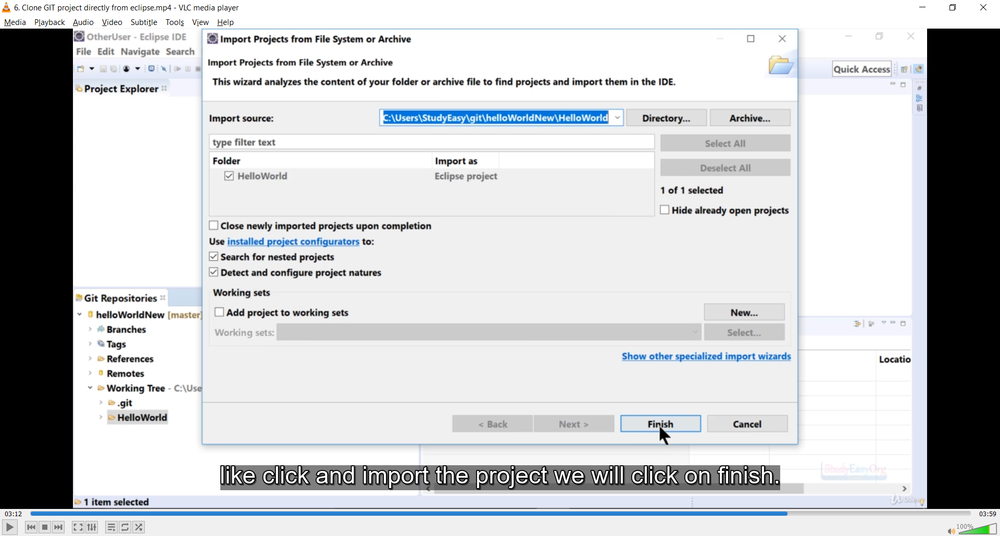 6. Clone GIT project directly from eclipse.mp4 - VLC media player
Media Playback Audio Video Subtitle Tools View Help
OtherUser - Eclipse IDE
File Edit Navigate Search
Quick Access
Project Explorer
Import Projects from File System or Archive
Import Projects from File System or Archive
This wizard analyzes the content of your folder or archive file to find projects and import them in the IDE.
Import source: C:\Users\StudyEasy\git\helloWorldNew\HelloWorld Directory... Archive...
type filter text Select All
Folder Import as
Deselect All
HelloWorld Eclipse project
1 of 1 selected
Hide already open projects
Close newly imported projects upon completion
Use installed project configurators to:
Search for nested projects
Detect and configure project natures
Working sets
Add project to working sets New...
Working sets: Select...
Show other specialized import wizards
< Back Next > Finish Cancel
Git Repositories
helloWorldNew [master]
Branches
Tags
References
Remotes
Working Tree - C:\Use
.git
HelloWorld
Locatio
like click and import the project we will click on finish.
StudyEasyOrg
Udemy
1 item selected
03:12 03:59
100%